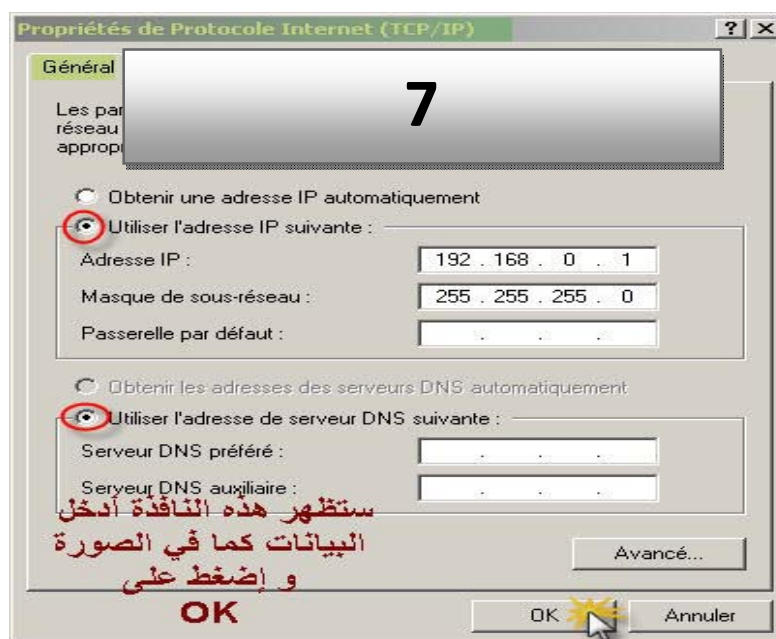 Propriétés de Protocole Internet (TCP/IP)
Général
7
Les par
réseau
appropr
Obtenir une adresse IP automatiquement
Utiliser l'adresse IP suivante :
Adresse IP : 192 . 168 . 0 . 1
Masque de sous-réseau : 255 . 255 . 255 . 0
Passerelle par défaut :
Obtenir les adresses des serveurs DNS automatiquement
Utiliser l'adresse de serveur DNS suivante :
Serveur DNS préféré :
Serveur DNS auxiliaire :
ستظهر هذه النافذة أدخل
البيانات كما في الصورة
و إضغط على
OK
Avancé...
OK Annuler